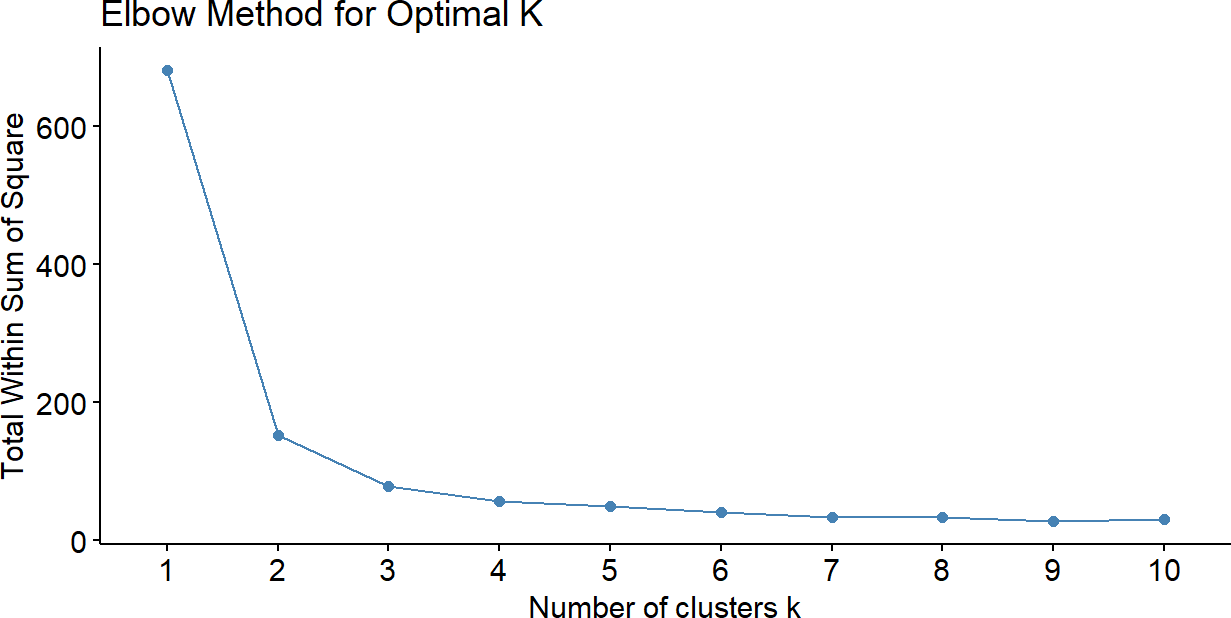 Elbow Method for Optimal K
Total Within Sum of Square
600
400
200
0
1 2 3 4 5 6 7 8 9 10
Number of clusters k